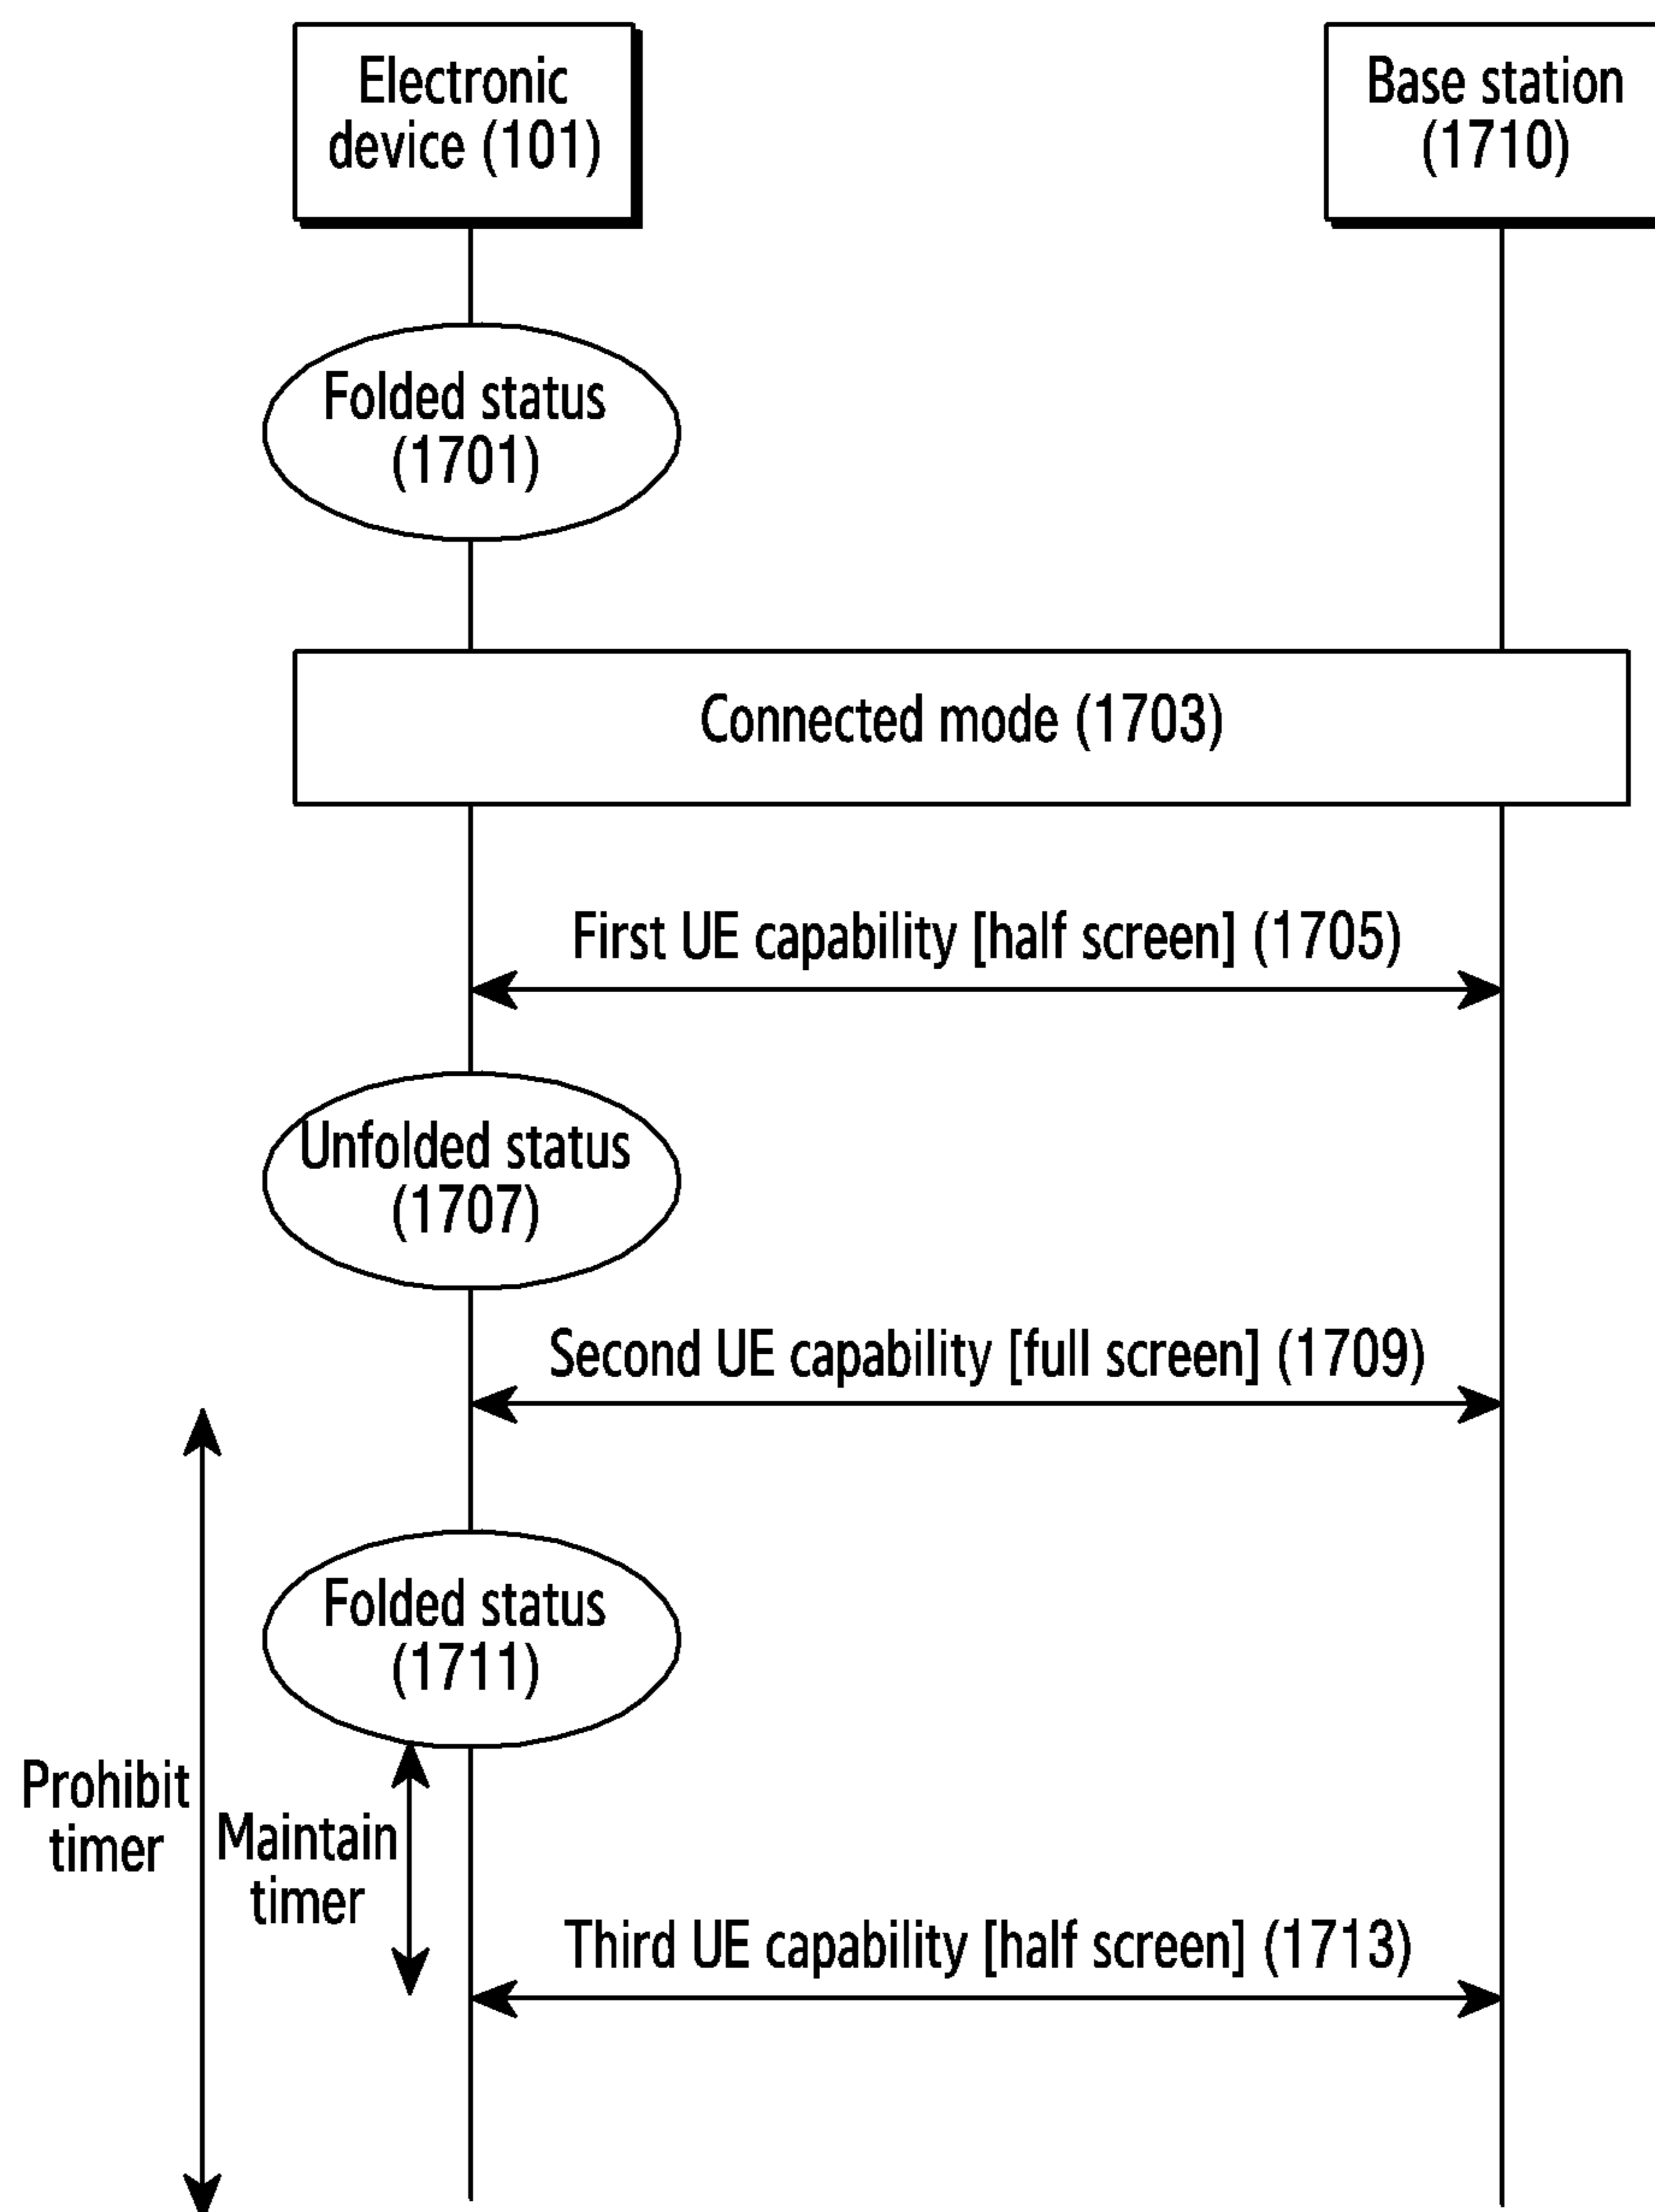 Electronic
device (101)
Base station
(1710)
Folded status
(1701)
Connected mode (1703)
First UE capability [half screen] (1705)
Unfolded status
(1707)
Second UE capability [full screen] (1709)
Folded status
(1711)
Prohibit
timer
Maintain
timer
Third UE capability [half screen] (1713)